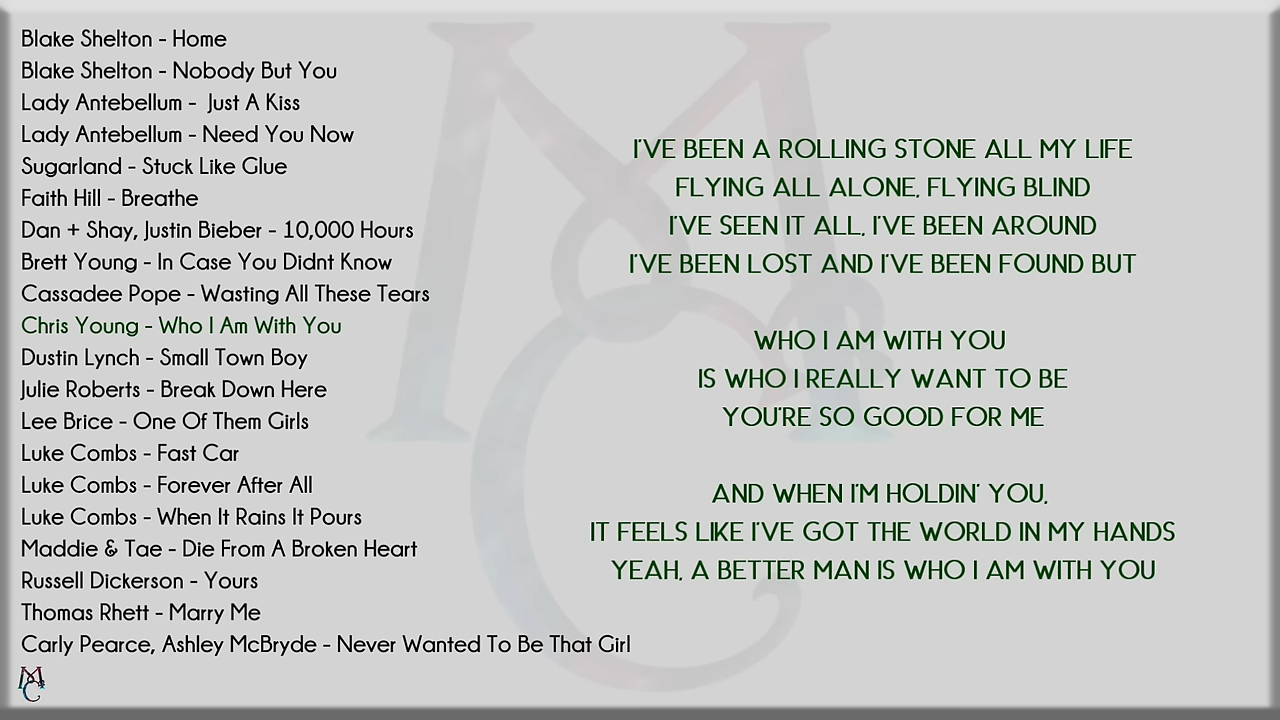 Blake Shelton - Home
Blake Shelton - Nobody But You
Lady Antebellum -  Just A Kiss
Lady Antebellum - Need You Now
Sugarland - Stuck Like Glue
Faith Hill - Breathe
Dan + Shay, Justin Bieber - 10,000 Hours
Brett Young - In Case You Didnt Know
Cassadee Pope - Wasting All These Tears
Chris Young - Who I Am With You
Dustin Lynch - Small Town Boy
Julie Roberts - Break Down Here
Lee Brice - One Of Them Girls
Luke Combs - Fast Car
Luke Combs - Forever After All
Luke Combs - When It Rains It Pours
Maddie & Tae - Die From A Broken Heart
Russell Dickerson - Yours
Thomas Rhett - Marry Me
Carly Pearce, Ashley McBryde - Never Wanted To Be That Girl
I'VE BEEN A ROLLING STONE ALL MY LIFE
FLYING ALL ALONE, FLYING BLIND
I'VE SEEN IT ALL, I'VE BEEN AROUND
I'VE BEEN LOST AND I'VE BEEN FOUND BUT
WHO I AM WITH YOU
IS WHO I REALLY WANT TO BE
YOU'RE SO GOOD FOR ME
AND WHEN I'M HOLDIN' YOU,
IT FEELS LIKE I'VE GOT THE WORLD IN MY HANDS
YEAH, A BETTER MAN IS WHO I AM WITH YOU